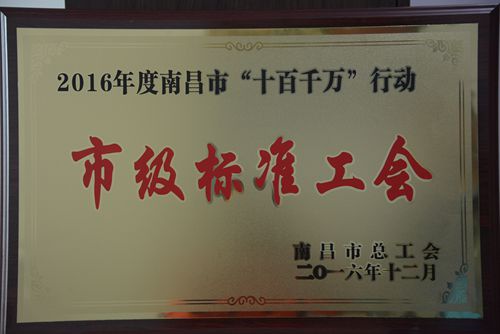 2016年度南昌市“十百千万”行动
市级标准工会
南昌市总工会
二〇一六年十二月